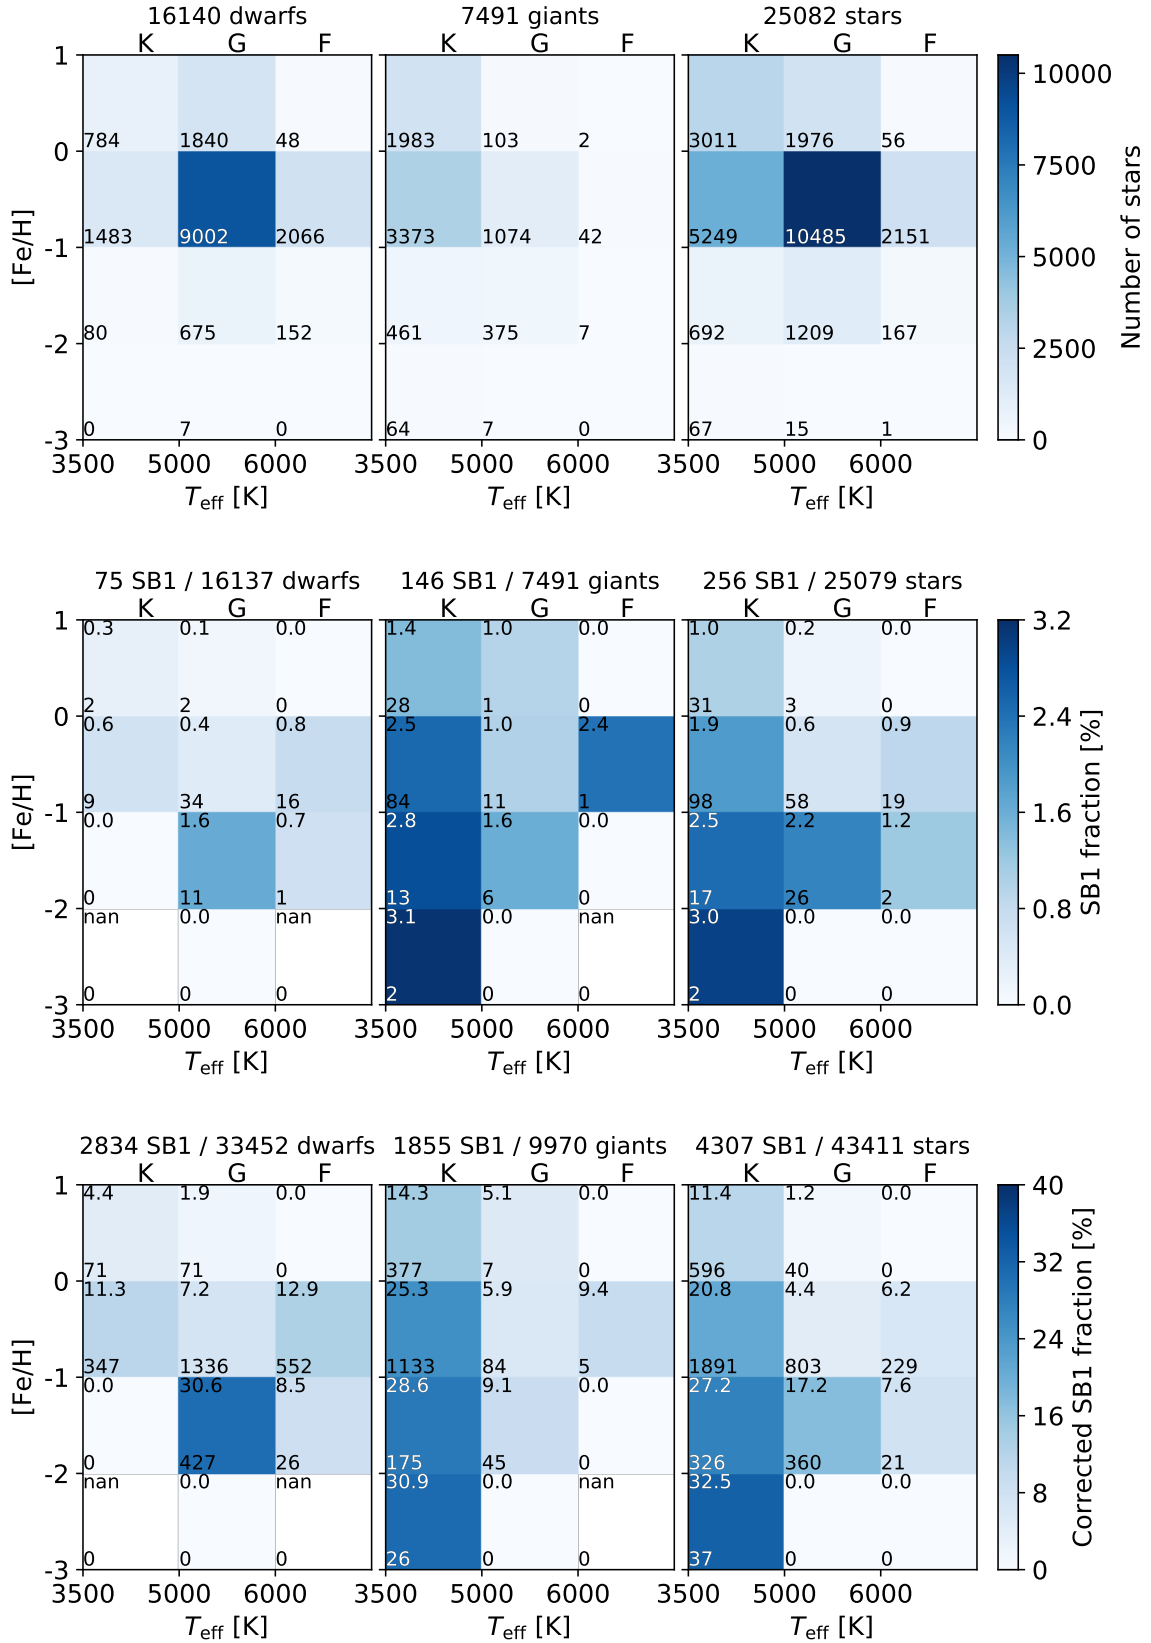 16140 dwarfs 7491 giants 25082 stars
K G F K G F K G F
1
784 1840 48 1983 103 2 3011 1976 56
0
1483 9002 2066 3373 1074 42 5249 10485 2151
-1
80 675 152 461 375 7 692 1209 167
-2
0 7 0 64 7 0 67 15 1
-3
3500 5000 6000 3500 5000 6000 3500 5000 6000
Teff [K] Teff [K] Teff [K]
[Fe/H]
10000
7500
5000
2500
0
Number of stars
75 SB1 / 16137 dwarfs 146 SB1 / 7491 giants 256 SB1 / 25079 stars
K G F K G F K G F
1
0.3 0.1 0.0 1.4 1.0 0.0 1.0 0.2 0.0
2 2 0 28 1 0 31 3 0
0
0.6 0.4 0.8 2.5 1.0 2.4 1.9 0.6 0.9
9 34 16 84 11 1 98 58 19
-1
0.0 1.6 0.7 2.8 1.6 0.0 2.5 2.2 1.2
0 11 1 13 6 0 17 26 2
-2
nan 0.0 nan 3.1 0.0 nan 3.0 0.0 0.0
0 0 0 2 0 0 2 0 0
-3
3500 5000 6000 3500 5000 6000 3500 5000 6000
Teff [K] Teff [K] Teff [K]
[Fe/H]
3.2
2.4
1.6
0.8
0.0
SB1 fraction [%]
2834 SB1 / 33452 dwarfs 1855 SB1 / 9970 giants 4307 SB1 / 43411 stars
K G F K G F K G F
1
4.4 1.9 0.0 14.3 5.1 0.0 11.4 1.2 0.0
71 71 0 377 7 0 596 40 0
0
11.3 7.2 12.9 25.3 5.9 9.4 20.8 4.4 6.2
347 1336 552 1133 84 5 1891 803 229
-1
0.0 30.6 8.5 28.6 9.1 0.0 27.2 17.2 7.6
0 427 26 175 45 0 326 360 21
-2
nan 0.0 nan 30.9 0.0 nan 32.5 0.0 0.0
0 0 0 26 0 0 37 0 0
-3
3500 5000 6000 3500 5000 6000 3500 5000 6000
Teff [K] Teff [K] Teff [K]
[Fe/H]
40
32
24
16
8
0
Corrected SB1 fraction [%]